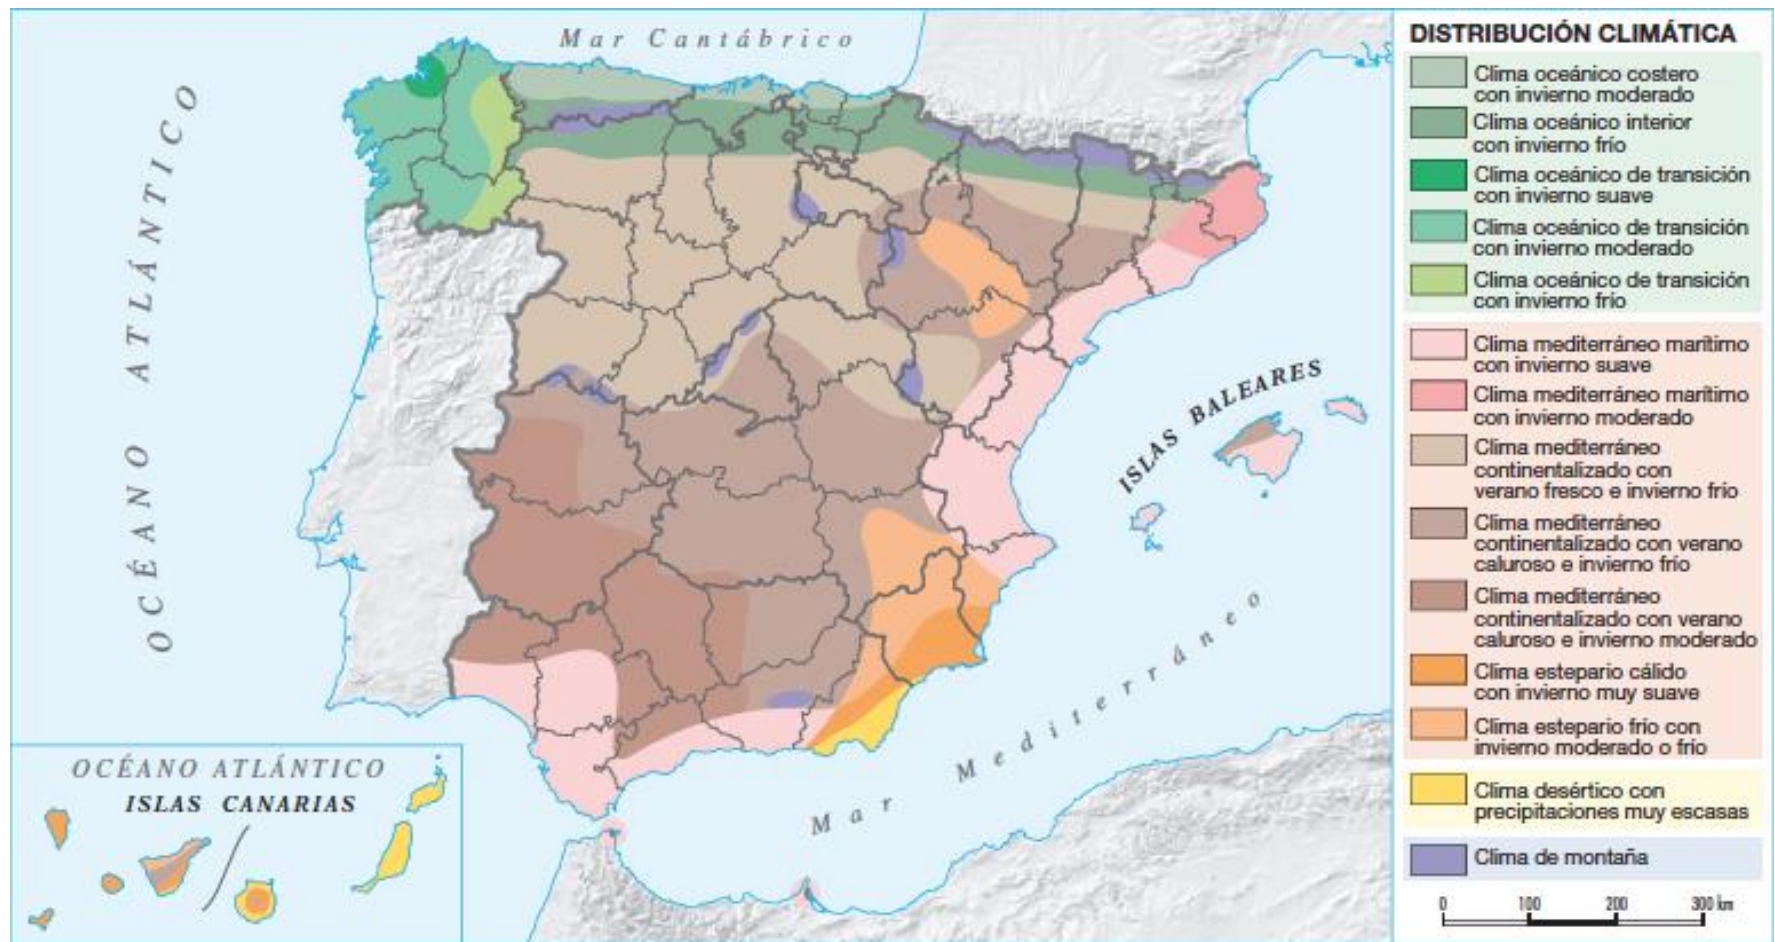 Mar Cantábrico
OCÉANO ATLÁNTICO
ISLAS BALEARES
Mar Mediterráneo
OCÉANO ATLÁNTICO
ISLAS CANARIAS
DISTRIBUCIÓN CLIMÁTICA
Clima oceánico costero
con invierno moderado
Clima oceánico interior
con invierno frío
Clima oceánico de transición
con invierno suave
Clima oceánico de transición
con invierno moderado
Clima oceánico de transición
con invierno frío
Clima mediterráneo marítimo
con invierno suave
Clima mediterráneo marítimo
con invierno moderado
Clima mediterráneo
continentalizado con
verano fresco e invierno frío
Clima mediterráneo
continentalizado con verano
caluroso e invierno frío
Clima mediterráneo
continentalizado con verano
caluroso e invierno moderado
Clima estepario cálido
con invierno muy suave
Clima estepario frío con
invierno moderado o frío
Clima desértico con
precipitaciones muy escasas
Clima de montaña
0 100 200 300 km